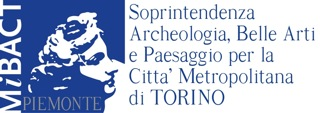 MiBACT
PIEMONTE
Soprintendenza
Archeologia, Belle Arti
e Paesaggio per la
Citta' Metropolitana
di TORINO